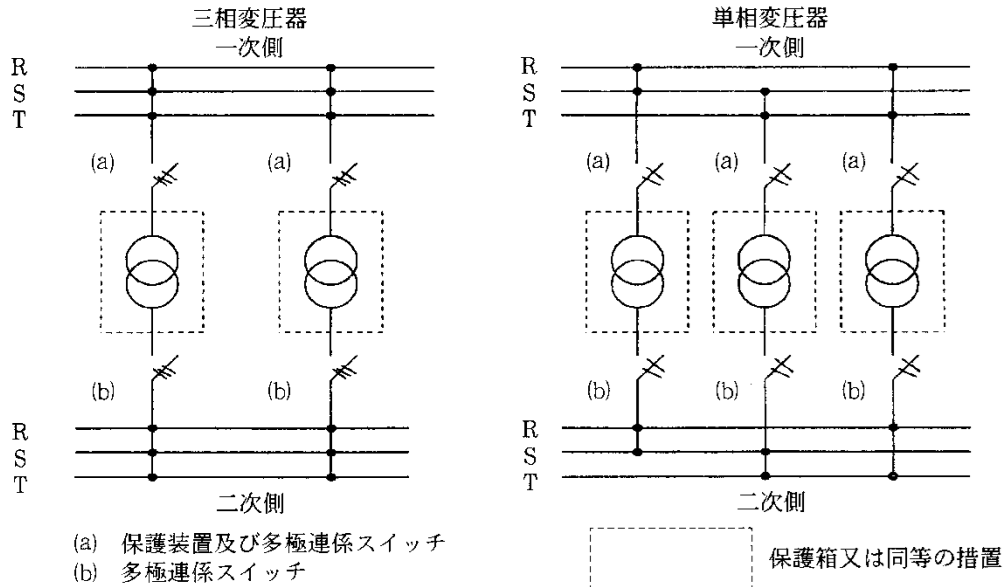 三相変圧器
一次側
R
S
T
(a)
(a)
(b)
(b)
R
S
T
二次側
単相変圧器
一次側
R
S
T
(a)
(a)
(a)
(b)
(b)
(b)
R
S
T
二次側
(a) 保護装置及び多極連係スイッチ
(b) 多極連係スイッチ
保護箱又は同等の措置